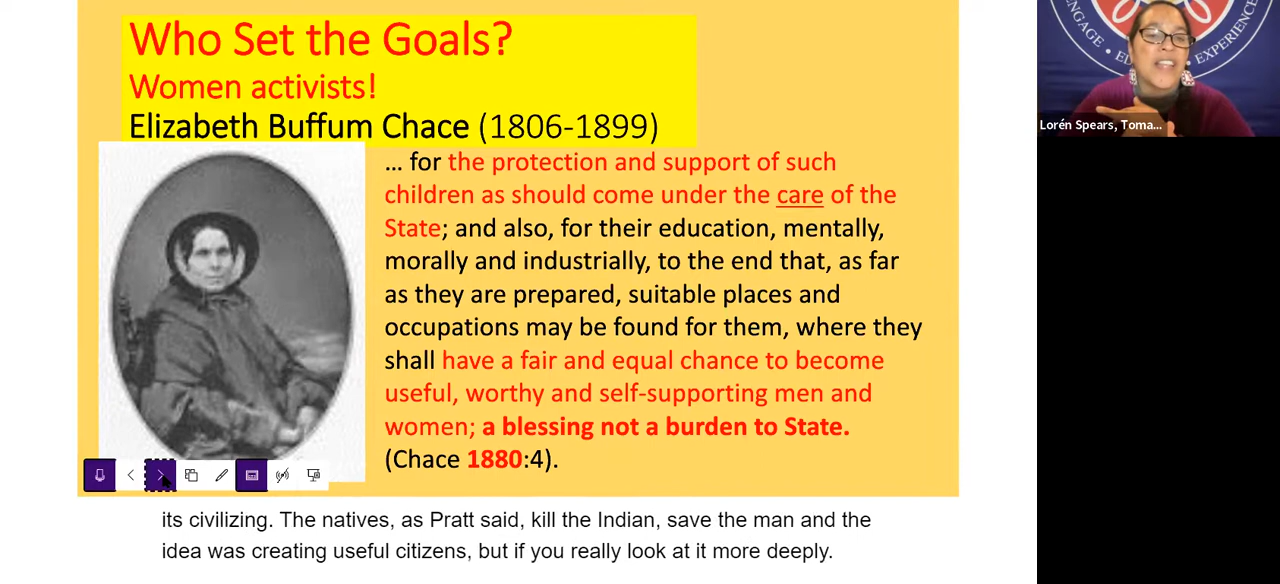 Who Set the Goals?
Women activists!
Elizabeth Buffum Chace (1806-1899)
… for the protection and support of such
children as should come under the care of the
State; and also, for their education, mentally,
morally and industrially, to the end that, as far
as they are prepared, suitable places and
occupations may be found for them, where they
shall have a fair and equal chance to become
useful, worthy and self-supporting men and
women; a blessing not a burden to State.
(Chace 1880:4).
its civilizing. The natives, as Pratt said, kill the Indian, save the man and the
idea was creating useful citizens, but if you really look at it more deeply.
ENGAGE
EXPERIENCE
Lorén Spears, Toma...